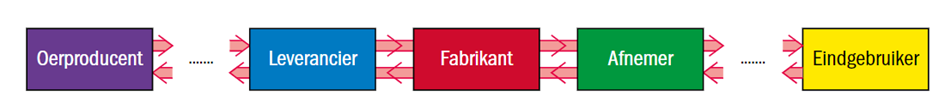 Oerproducent ....... Leverancier Fabrikant Afnemer ....... Eindgebruiker